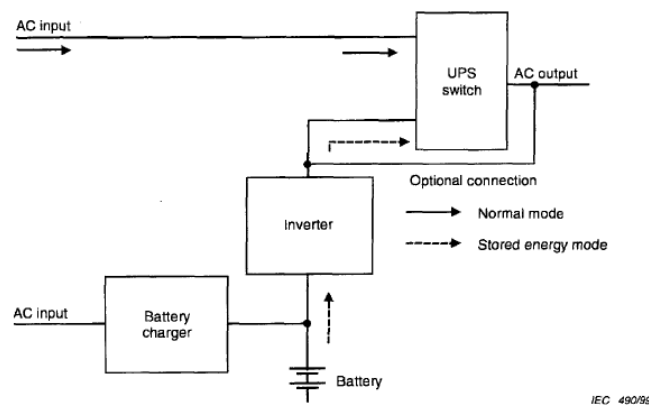 AC input
UPS
switch
AC output
Optional connection
Normal mode
Stored energy mode
Inverter
AC input
Battery
charger
Battery
IEC 490/99